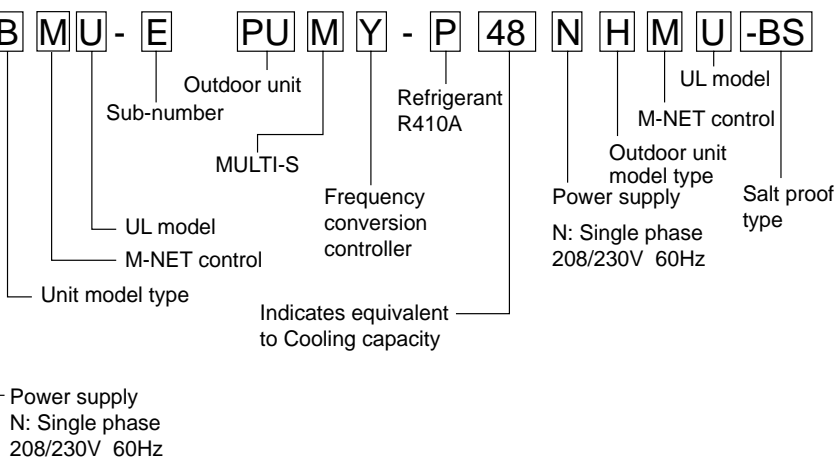 B M U - E PU M Y - P 48 N H M U -BS
Outdoor unit
Sub-number
MULTI-S
UL model
M-NET control
Unit model type
Power supply
N: Single phase
208/230V 60Hz
Frequency
conversion
controller
Indicates equivalent
to Cooling capacity
Refrigerant
R410A
UL model
M-NET control
Outdoor unit
model type
Power supply
N: Single phase
208/230V 60Hz
Salt proof
type